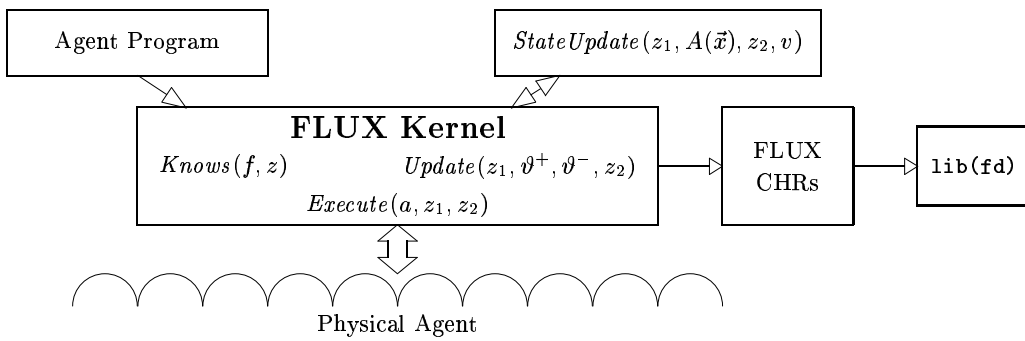 Agent Program
StateUpdate(z₁, A(x⃗), z₂, v)
FLUX Kernel
Knows(f, z)
Update(z₁, ϑ⁺, ϑ⁻, z₂)
Execute(a, z₁, z₂)
FLUX
CHRs
lib(fd)
Physical Agent